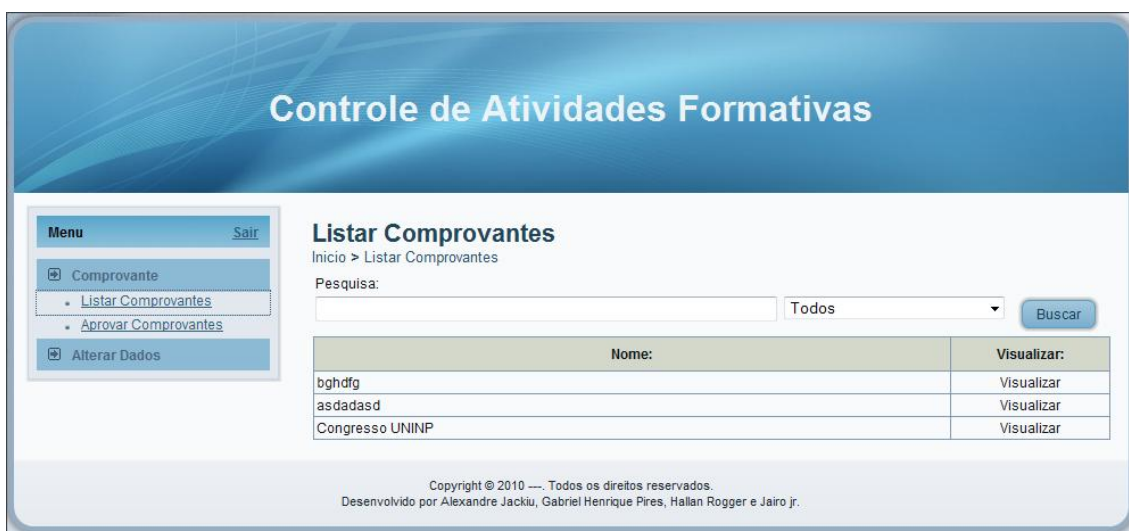 Controle de Atividades Formativas
Menu Sair
Comprovante
Listar Comprovantes
Aprovar Comprovantes
Alterar Dados
Listar Comprovantes
Inicio > Listar Comprovantes
Pesquisa:
Todos Buscar
Nome: Visualizar:
bghdfg Visualizar
asdadasd Visualizar
Congresso UNINP Visualizar
Copyright © 2010 ---. Todos os direitos reservados.
Desenvolvido por Alexandre Jackiu, Gabriel Henrique Pires, Hallan Rogger e Jairo jr.